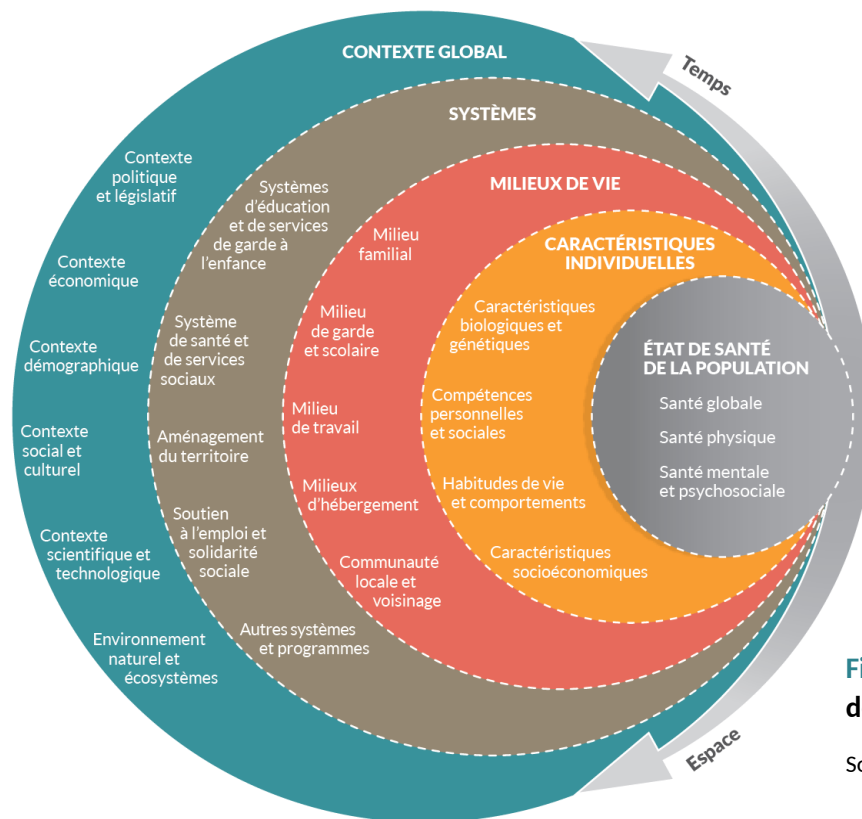 CONTEXTE GLOBAL
Contexte
politique
et législatif
Contexte
économique
Contexte
démographique
Contexte
social et
culturel
Contexte
scientifique et
technologique
Environnement
naturel et
écosystèmes
SYSTÈMES
Systèmes
d'éducation
et de services
de garde à
l'enfance
Système
de santé et
de services
sociaux
Aménagement
du territoire
Soutien
à l'emploi et
solidarité
sociale
Autres systèmes
et programmes
MILIEUX DE VIE
Milieu
familial
Milieu
de garde
et scolaire
Milieu
de travail
Milieux
d'hébergement
Communauté
locale et
voisinage
CARACTÉRISTIQUES
INDIVIDUELLES
Caractéristiques
biologiques et
génétiques
Compétences
personnelles
et sociales
Habitudes de vie
et comportements
Caractéristiques
socioéconomiques
ÉTAT DE SANTÉ
DE LA POPULATION
Santé globale
Santé physique
Santé mentale
et psychosociale
Temps
Espace